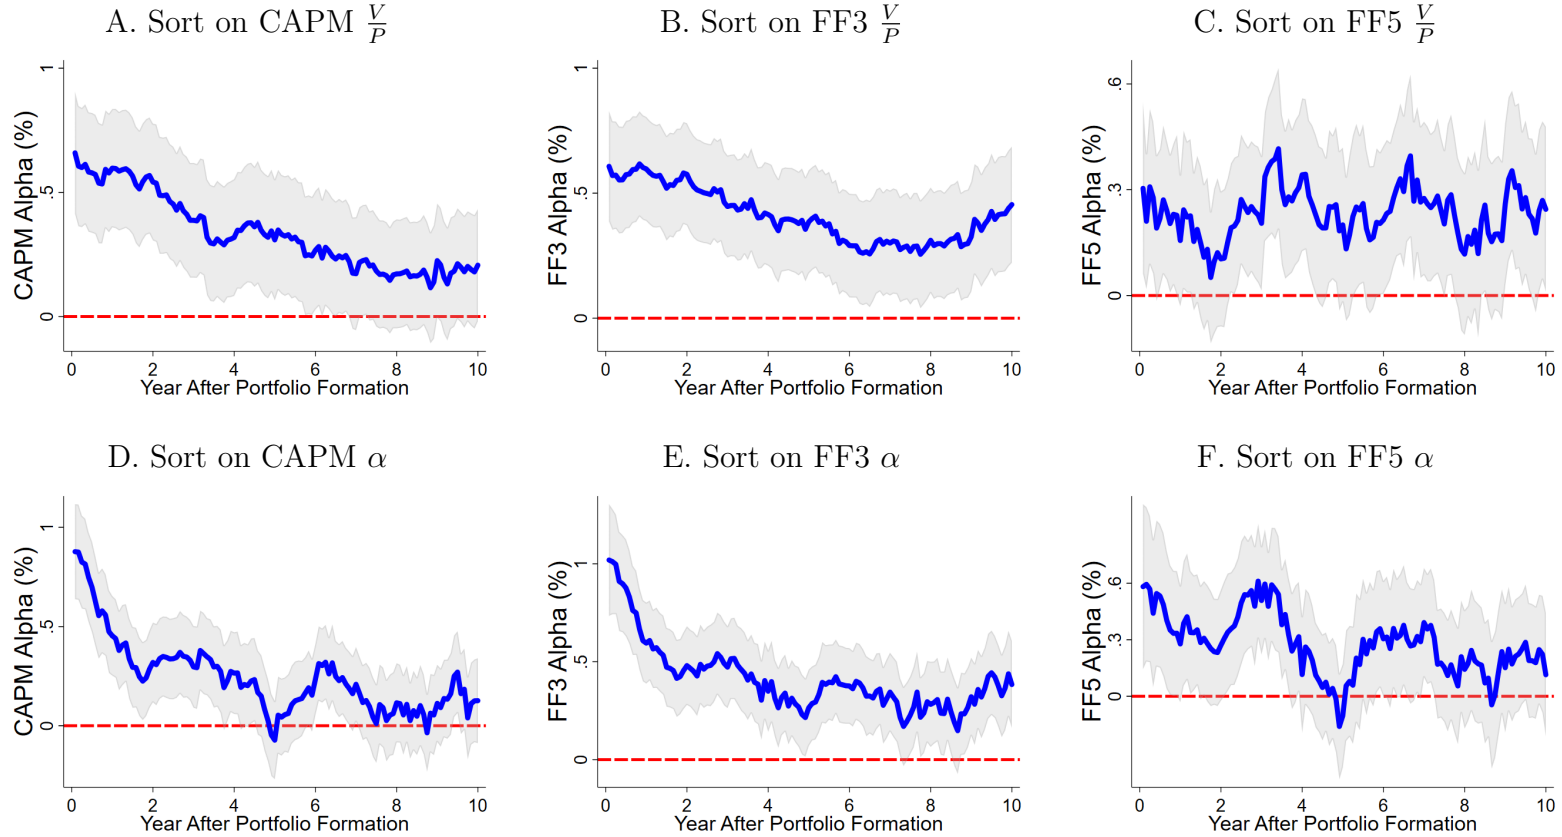 A. Sort on CAPM V/P
CAPM Alpha (%)
1
.5
0
0 2 4 6 8 10
Year After Portfolio Formation
B. Sort on FF3 V/P
FF3 Alpha (%)
1
.5
0
0 2 4 6 8 10
Year After Portfolio Formation
C. Sort on FF5 V/P
FF5 Alpha (%)
.6
.3
0
0 2 4 6 8 10
Year After Portfolio Formation
D. Sort on CAPM α
CAPM Alpha (%)
1
.5
0
0 2 4 6 8 10
Year After Portfolio Formation
E. Sort on FF3 α
FF3 Alpha (%)
1
.5
0
0 2 4 6 8 10
Year After Portfolio Formation
F. Sort on FF5 α
FF5 Alpha (%)
.6
.3
0
0 2 4 6 8 10
Year After Portfolio Formation